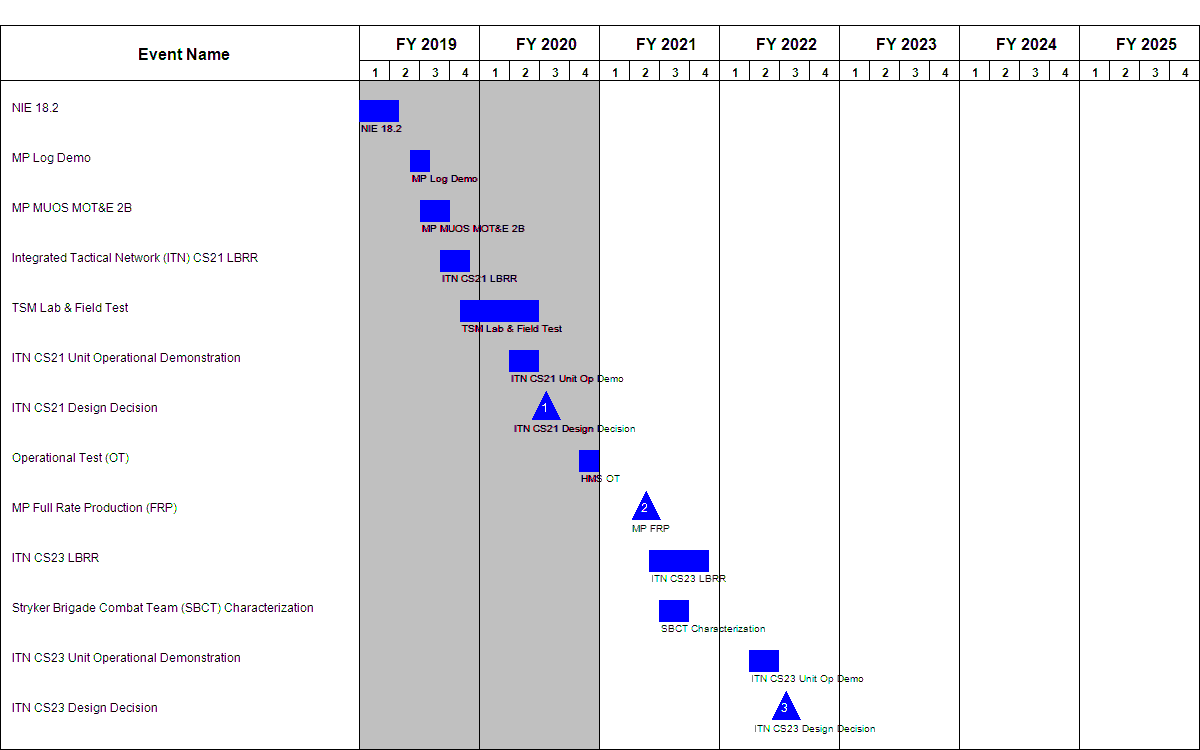 Event Name FY 2019 FY 2020 FY 2021 FY 2022 FY 2023 FY 2024 FY 2025
1 2 3 4 1 2 3 4 1 2 3 4 1 2 3 4 1 2 3 4 1 2 3 4 1 2 3 4
NIE 18.2
NIE 18.2
MP Log Demo
MP Log Demo
MP MUOS MOT&E 2B
MP MUOS MOT&E 2B
Integrated Tactical Network (ITN) CS21 LBRR
ITN CS21 LBRR
TSM Lab & Field Test
TSM Lab & Field Test
ITN CS21 Unit Operational Demonstration
ITN CS21 Unit Op Demo
ITN CS21 Design Decision 1
ITN CS21 Design Decision
Operational Test (OT)
HMS OT
MP Full Rate Production (FRP) 2
MP FRP
ITN CS23 LBRR
ITN CS23 LBRR
Stryker Brigade Combat Team (SBCT) Characterization
SBCT Characterization
ITN CS23 Unit Operational Demonstration
ITN CS23 Unit Op Demo
ITN CS23 Design Decision 3
ITN CS23 Design Decision